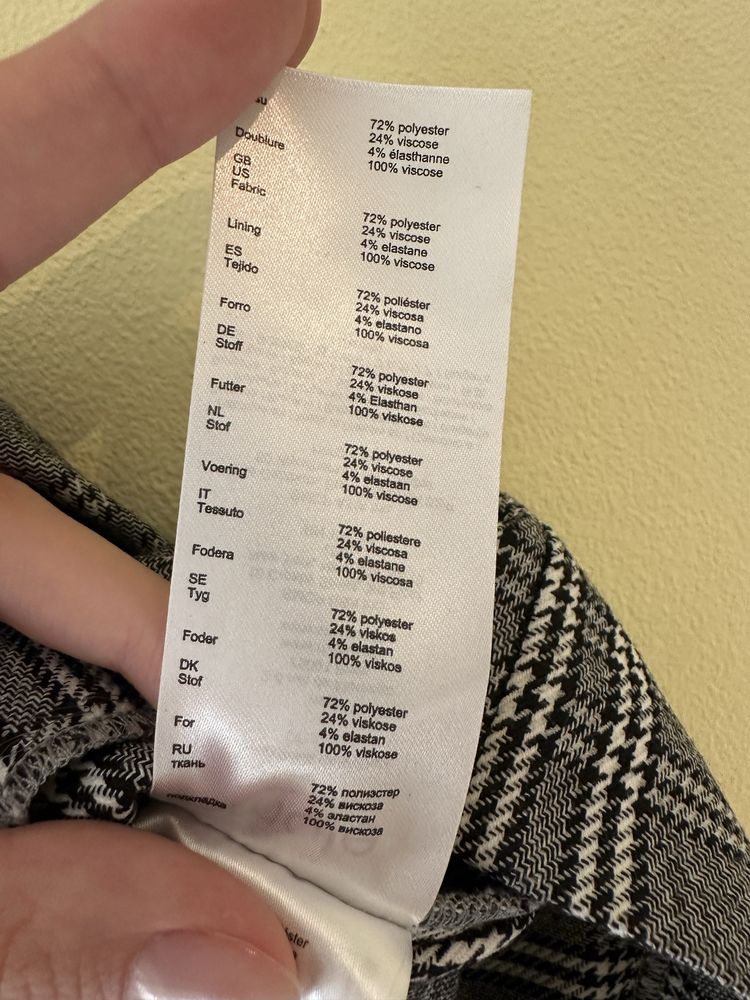 72% polyester
24% viscose
4% élasthanne
Doublure 100% viscose
GB
US
Fabric 72% polyester
24% viscose
4% elastane
Lining 100% viscose
ES
Tejido 72% poliéster
24% viscosa
4% elastano
Forro 100% viscosa
DE
Stoff 72% polyester
24% viskose
4% Elasthan
Futter 100% viskose
NL
Stof 72% polyester
24% viscose
4% elastaan
Voering 100% viscose
IT
Tessuto 72% poliestere
24% viscosa
4% elastane
Fodera 100% viscosa
SE
Tyg 72% polyester
24% viskos
4% elastan
Foder 100% viskos
DK
Stof 72% polyester
24% viskose
4% elastan
For 100% viskose
RU
ткань 72% полиэстер
24% вискоза
4% эластан
100% вискоза